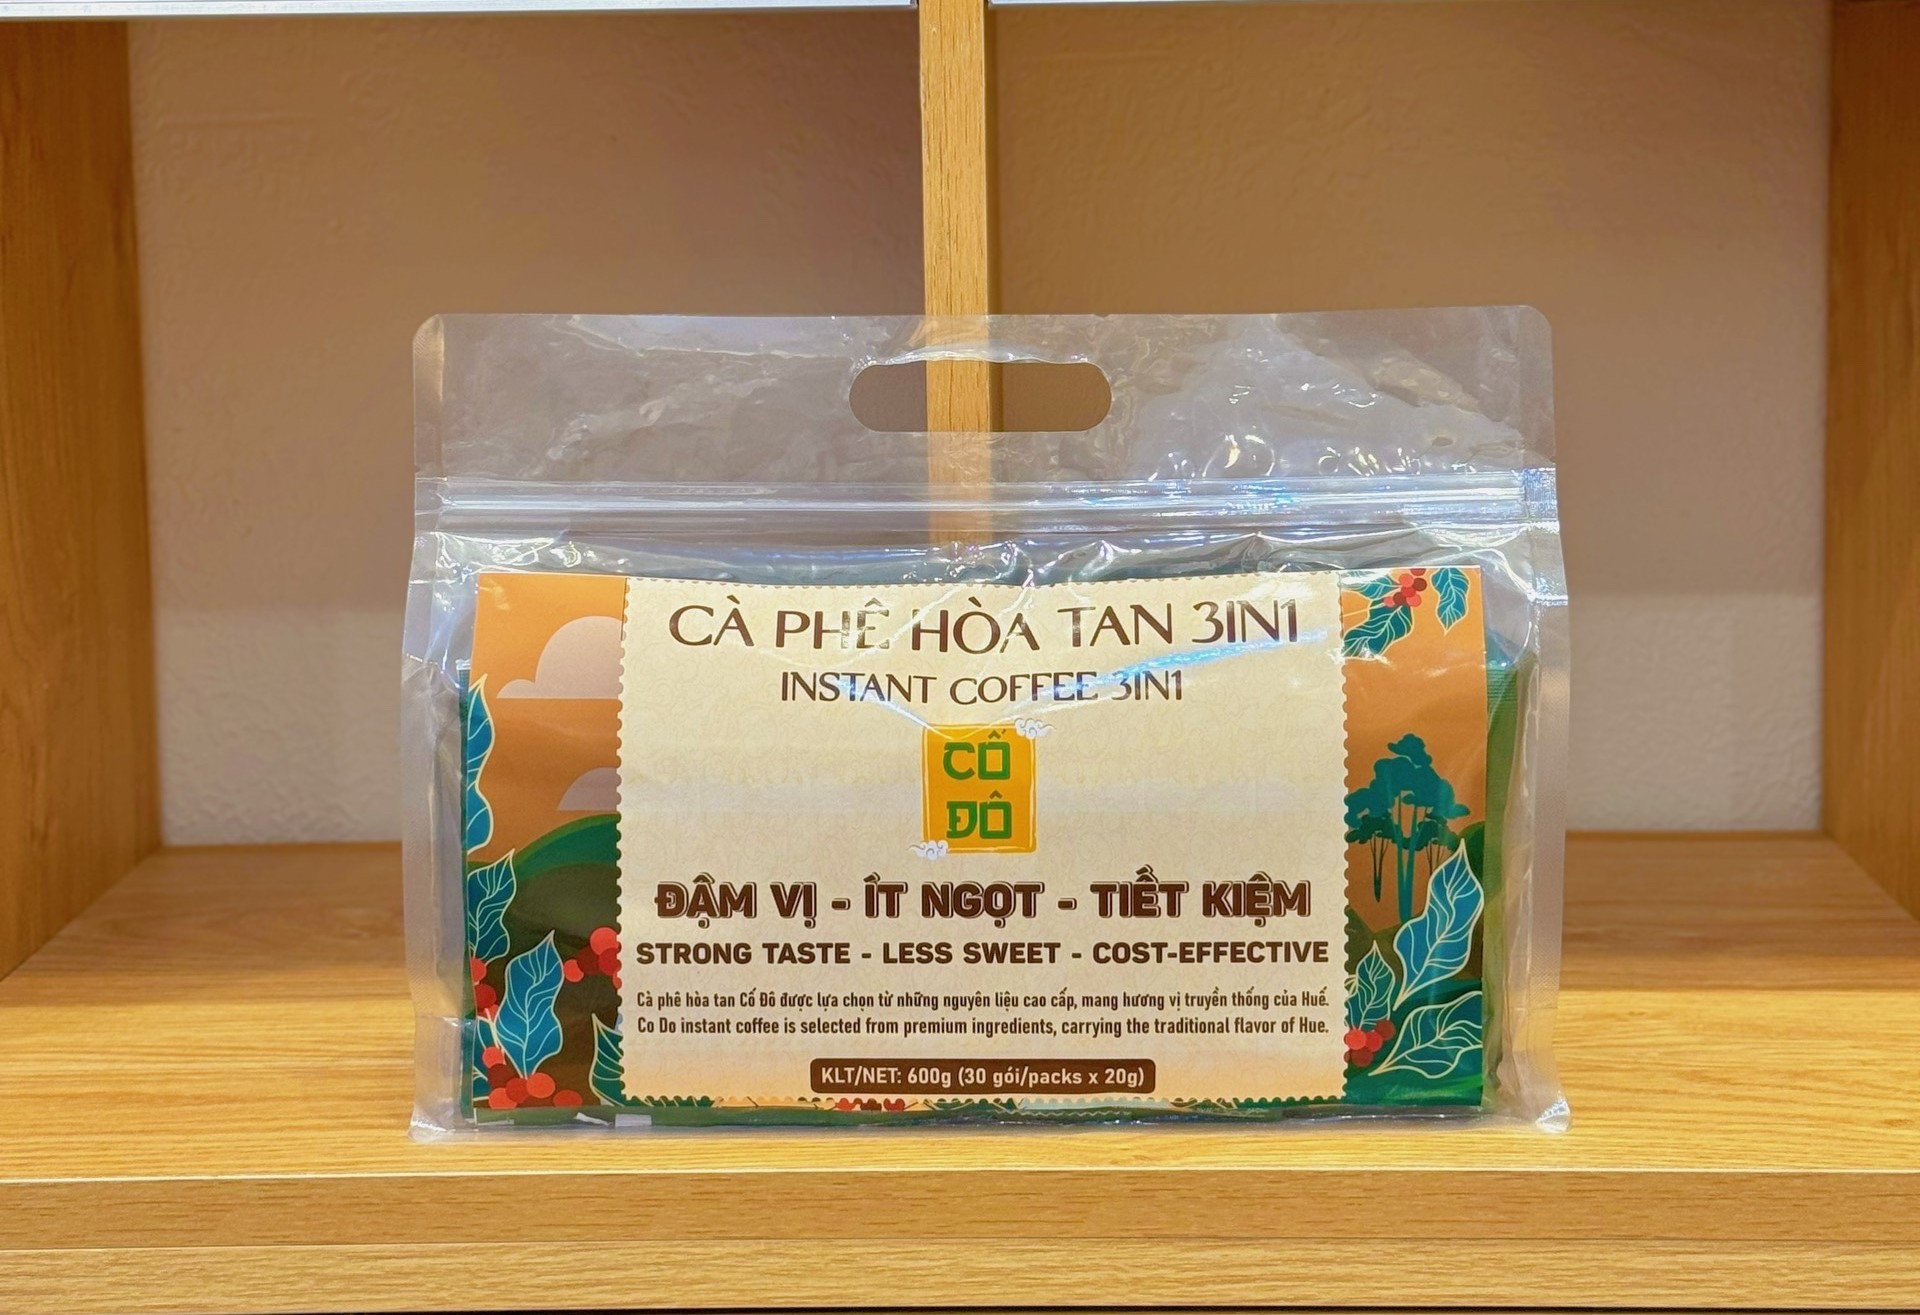 CÀ PHÊ HÒA TAN 3IN1
INSTANT COFFEE 3IN1
CỐ
ĐÔ
ĐẬM VỊ - ÍT NGỌT - TIẾT KIỆM
STRONG TASTE - LESS SWEET - COST-EFFECTIVE
Cà phê hòa tan Cố Đô được lựa chọn từ những nguyên liệu cao cấp, mang hương vị truyền thống của Huế.
Co Do instant coffee is selected from premium ingredients, carrying the traditional flavor of Hue.
KLT/NET: 600g (30 gói/packs x 20g)